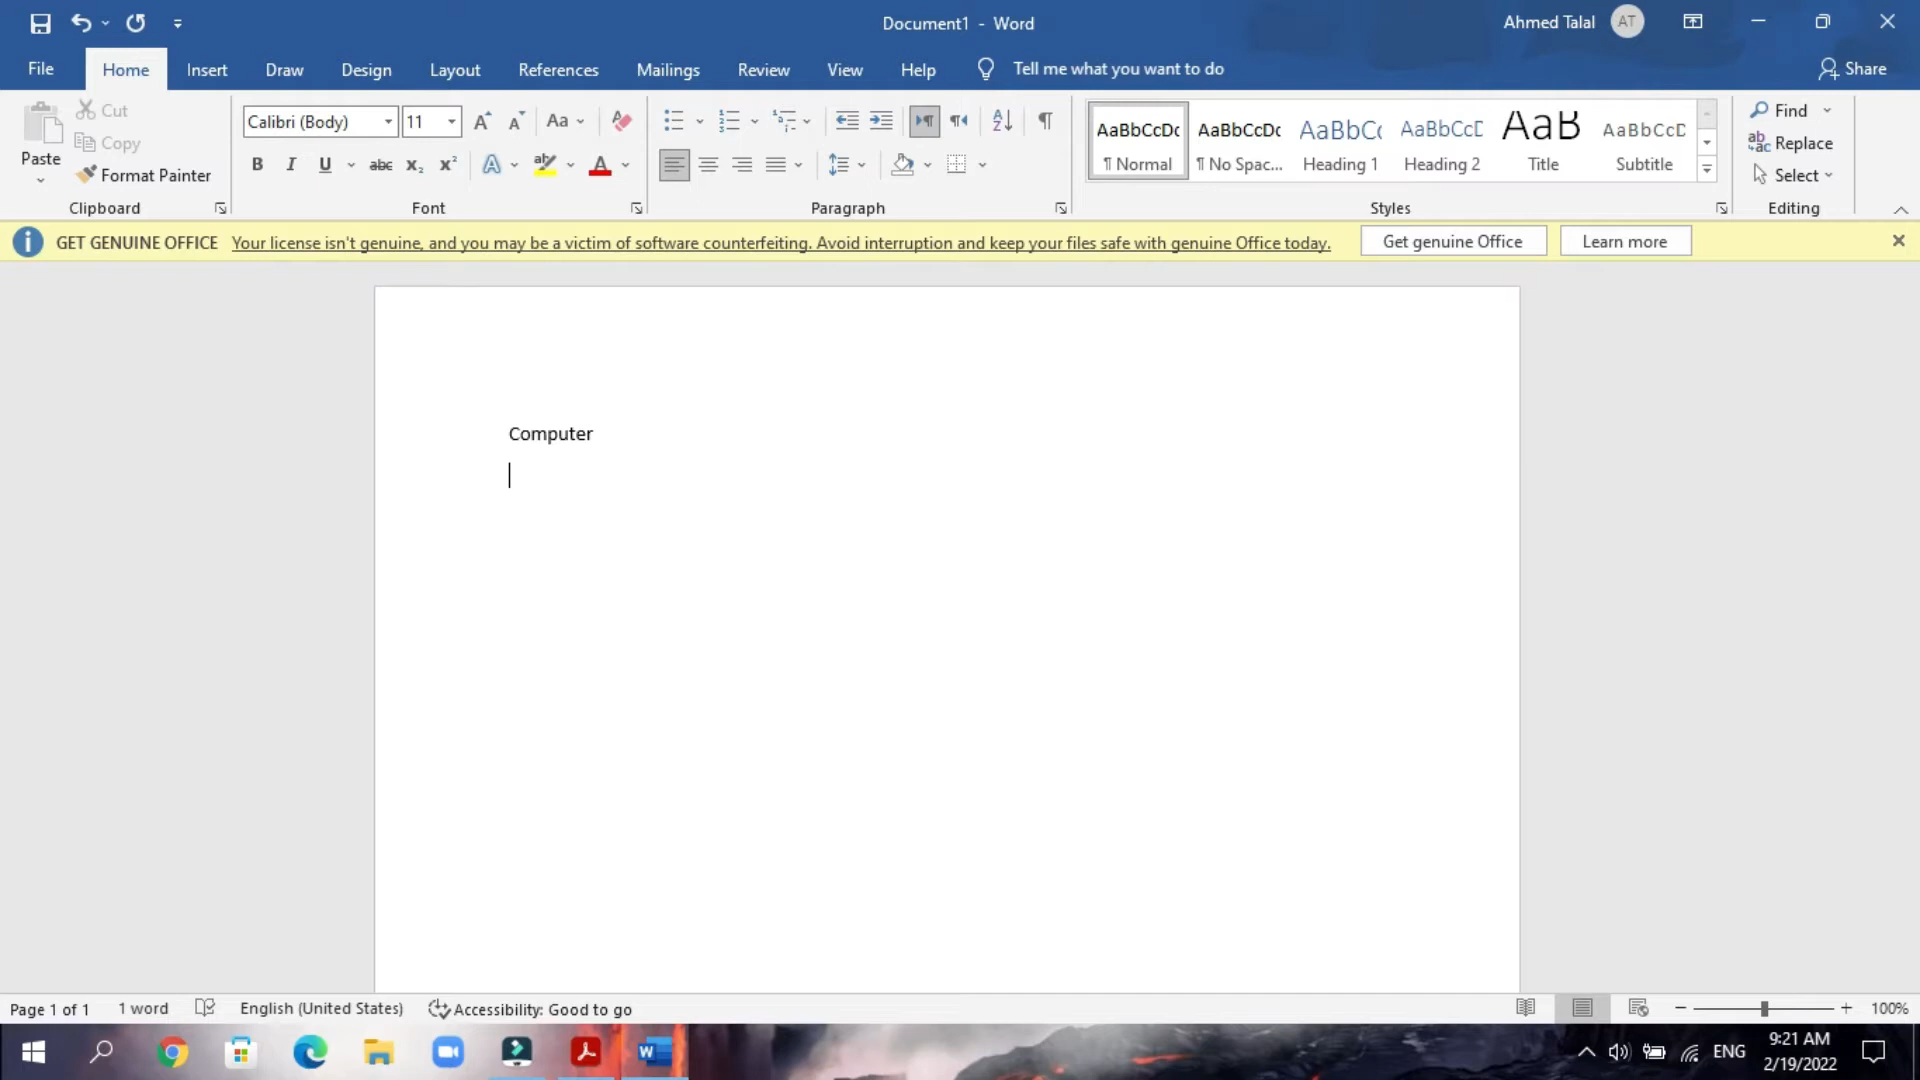 Document1 - Word
Ahmed Talal AT
File Home Insert Draw Design Layout References Mailings Review View Help Tell me what you want to do Share
Paste
Cut
Copy
Format Painter
Clipboard
Calibri (Body) 11 A A Aa
B I U abc x₂ x² A ab A
Font
A Z ¶
Paragraph
AaBbCcDc AaBbCcDc AaBbC AaBbCcD AaB AaBbCcD
¶ Normal ¶ No Spac... Heading 1 Heading 2 Title Subtitle
Styles
Find
Replace
Select
Editing
GET GENUINE OFFICE Your license isn't genuine, and you may be a victim of software counterfeiting. Avoid interruption and keep your files safe with genuine Office today. Get genuine Office Learn more
Computer
Page 1 of 1 1 word English (United States) Accessibility: Good to go 100%
ENG 9:21 AM
2/19/2022